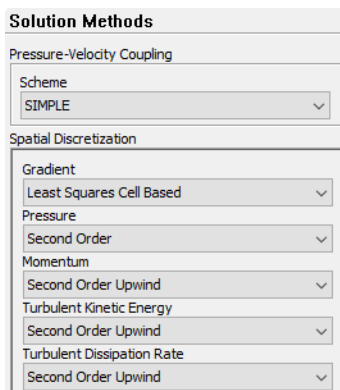 Solution Methods
Pressure-Velocity Coupling
Scheme
SIMPLE
Spatial Discretization
Gradient
Least Squares Cell Based
Pressure
Second Order
Momentum
Second Order Upwind
Turbulent Kinetic Energy
Second Order Upwind
Turbulent Dissipation Rate
Second Order Upwind